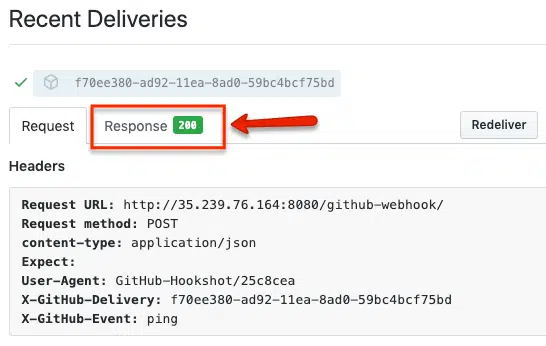 Recent Deliveries
f70ee380-ad92-11ea-8ad0-59bc4bcf75bd
Request Response 200 Redeliver
Headers
Request URL: http://35.239.76.164:8080/github-webhook/
Request method: POST
content-type: application/json
Expect:
User-Agent: GitHub-Hookshot/25c8cea
X-GitHub-Delivery: f70ee380-ad92-11ea-8ad0-59bc4bcf75bd
X-GitHub-Event: ping